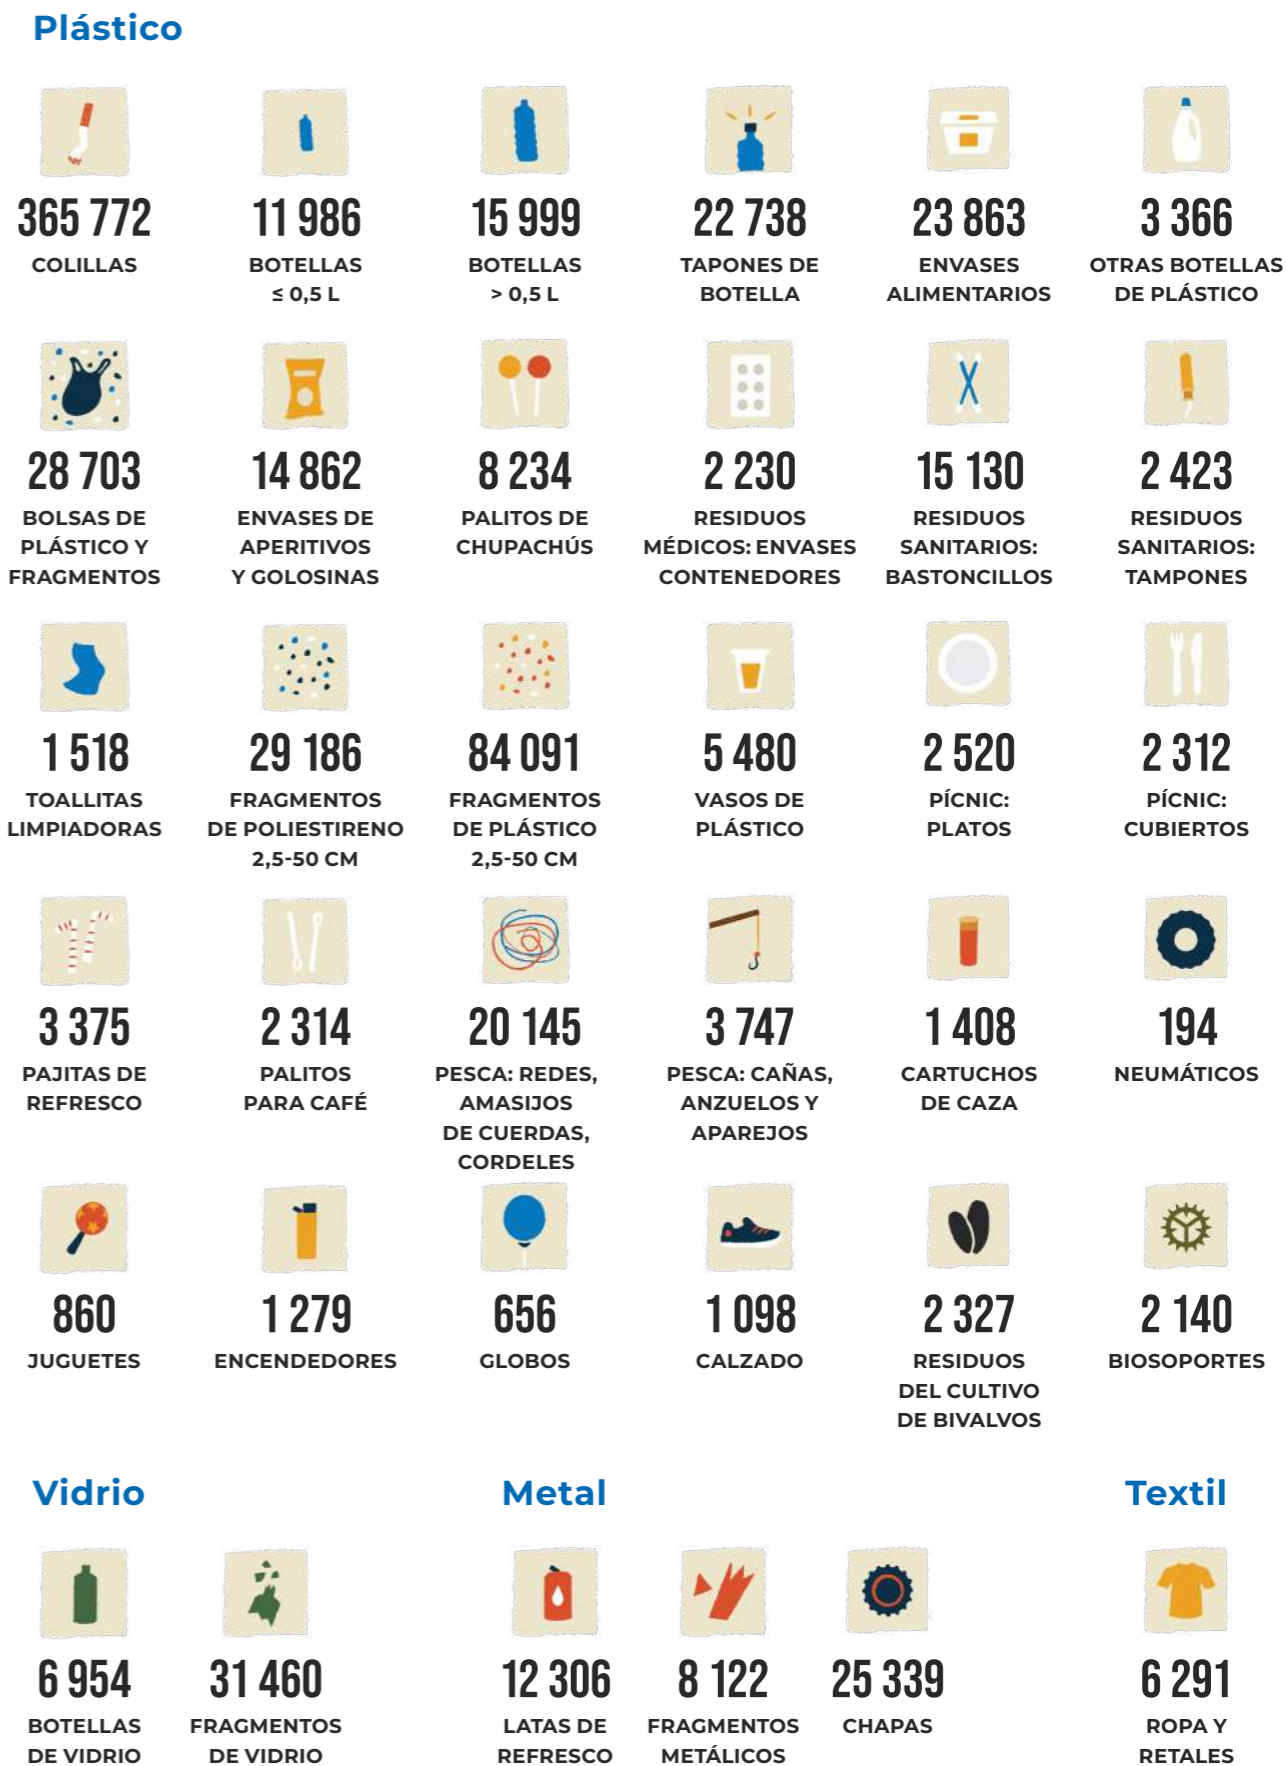 Plástico
365 772
COLILLAS
11 986
BOTELLAS
≤ 0,5 L
15 999
BOTELLAS
> 0,5 L
22 738
TAPONES DE
BOTELLA
23 863
ENVASES
ALIMENTARIOS
3 366
OTRAS BOTELLAS
DE PLÁSTICO
28 703
BOLSAS DE
PLÁSTICO Y
FRAGMENTOS
14 862
ENVASES DE
APERITIVOS
Y GOLOSINAS
8 234
PALITOS DE
CHUPACHÚS
2 230
RESIDUOS
MÉDICOS: ENVASES
CONTENEDORES
15 130
RESIDUOS
SANITARIOS:
BASTONCILLOS
2 423
RESIDUOS
SANITARIOS:
TAMPONES
1 518
TOALLITAS
LIMPIADORAS
29 186
FRAGMENTOS
DE POLIESTIRENO
2,5-50 CM
84 091
FRAGMENTOS
DE PLÁSTICO
2,5-50 CM
5 480
VASOS DE
PLÁSTICO
2 520
PÍCNIC:
PLATOS
2 312
PÍCNIC:
CUBIERTOS
3 375
PAJITAS DE
REFRESCO
2 314
PALITOS
PARA CAFÉ
20 145
PESCA: REDES,
AMASIJOS
DE CUERDAS,
CORDELES
3 747
PESCA: CAÑAS,
ANZUELOS Y
APAREJOS
1 408
CARTUCHOS
DE CAZA
194
NEUMÁTICOS
860
JUGUETES
1 279
ENCENDEDORES
656
GLOBOS
1 098
CALZADO
2 327
RESIDUOS
DEL CULTIVO
DE BIVALVOS
2 140
BIOSOPORTES
Vidrio
6 954
BOTELLAS
DE VIDRIO
31 460
FRAGMENTOS
DE VIDRIO
Metal
12 306
LATAS DE
REFRESCO
8 122
FRAGMENTOS
METÁLICOS
25 339
CHAPAS
Textil
6 291
ROPA Y
RETALES